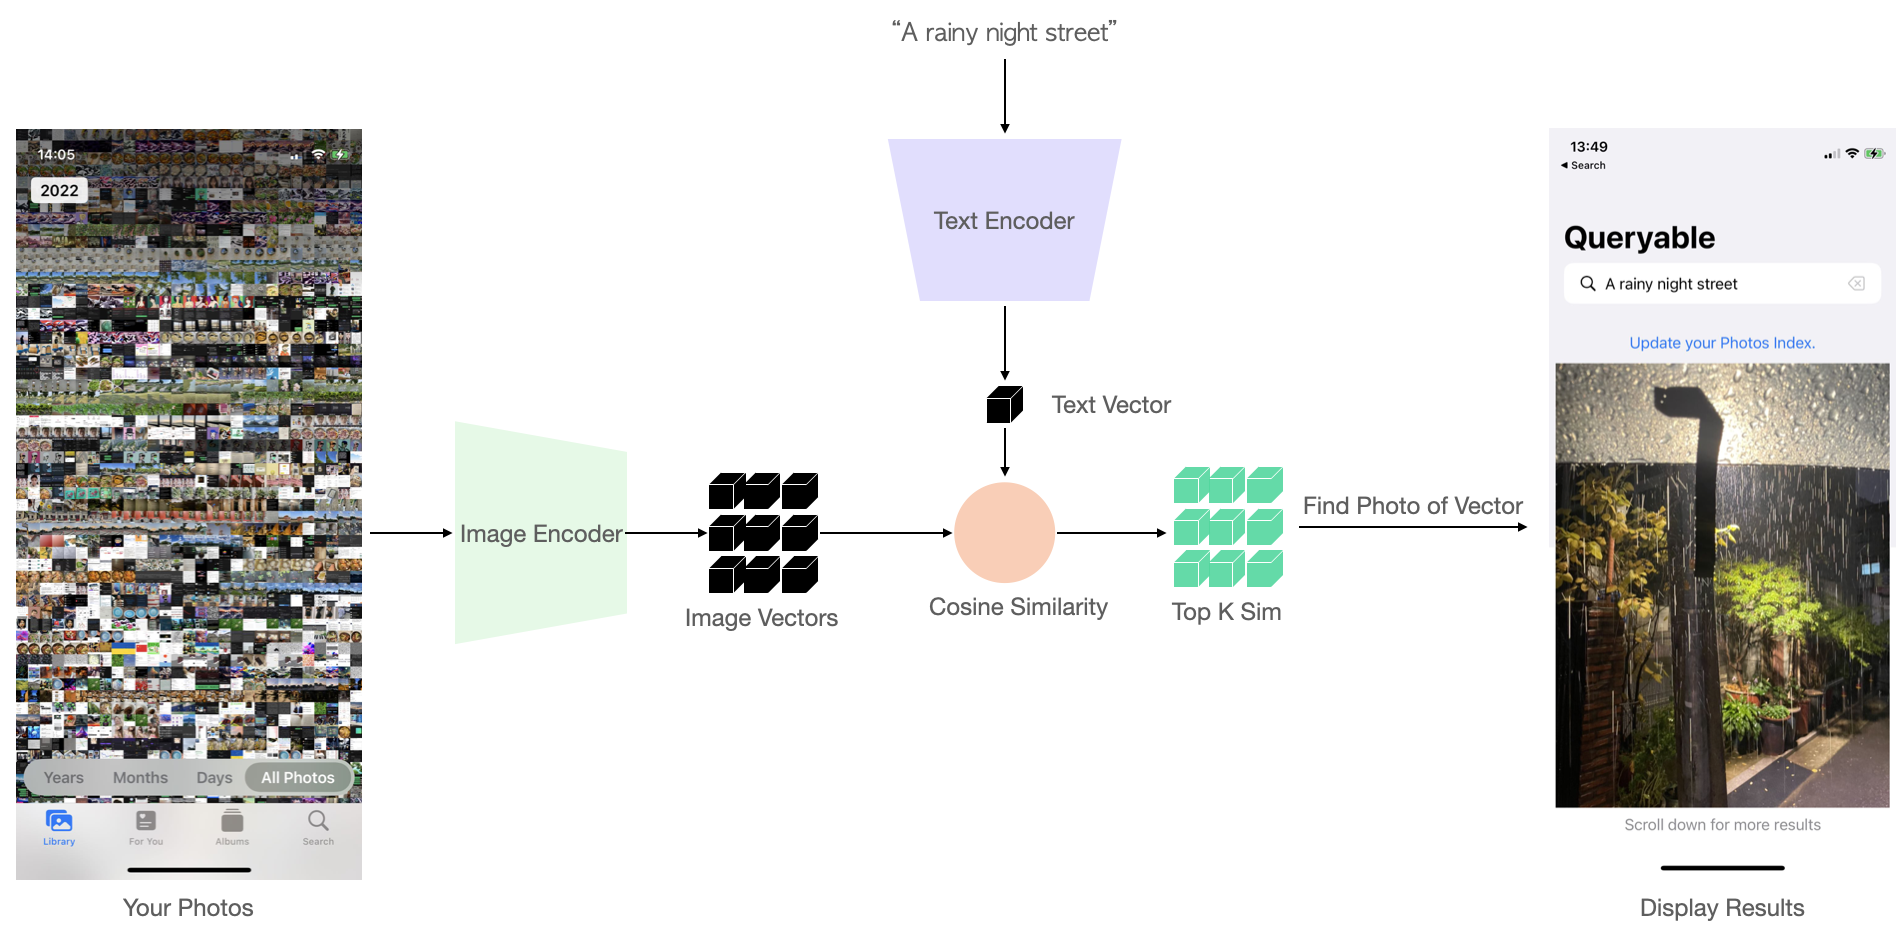 “A rainy night street”
Text Encoder
Text Vector
Image Encoder
Image Vectors
Cosine Similarity
Top K Sim
Find Photo of Vector
14:05
2022
Years
Months
Days
All Photos
Library
For You
Albums
Search
Your Photos
13:49
◀ Search
Queryable
A rainy night street
Update your Photos Index.
Scroll down for more results
Display Results